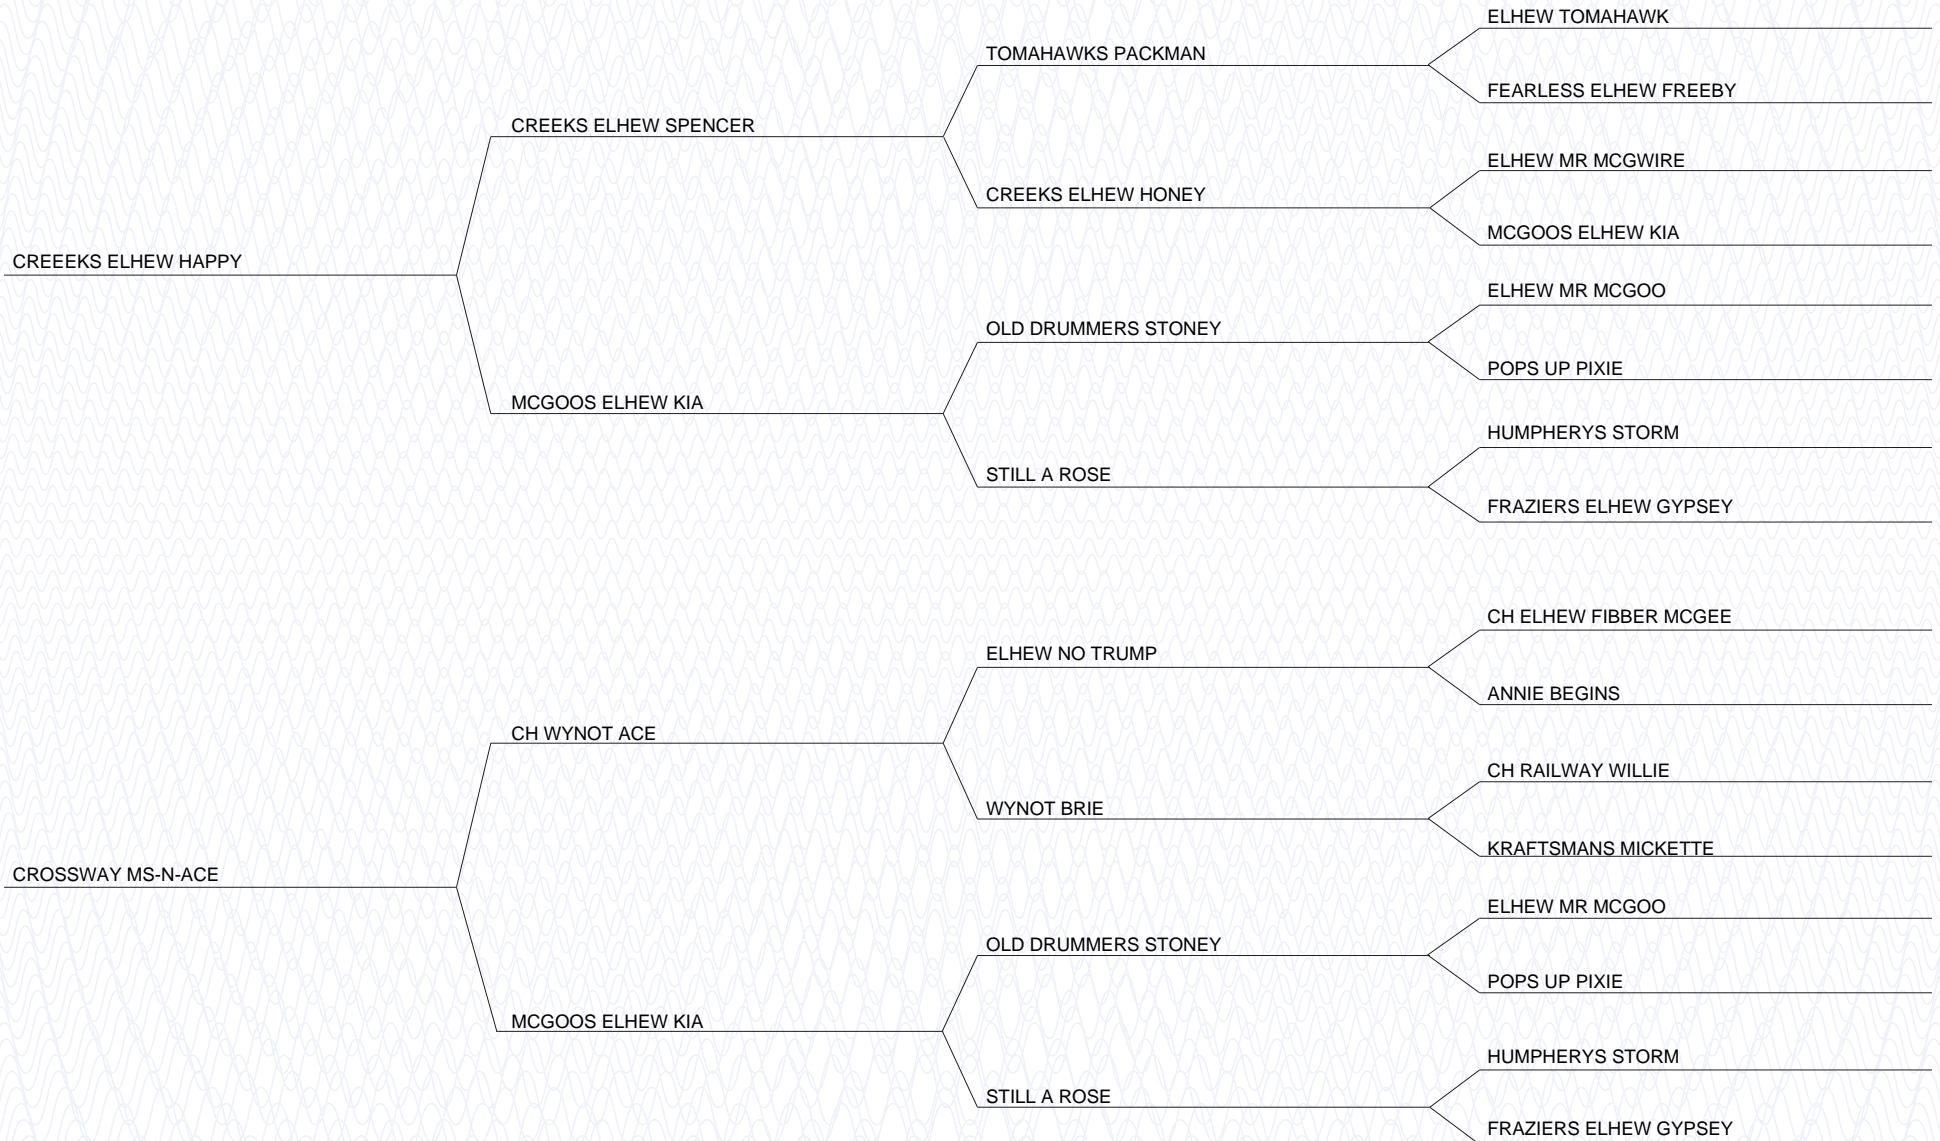 ELHEW TOMAHAWK
TOMAHAWKS PACKMAN
FEARLESS ELHEW FREEBY
CREEKS ELHEW SPENCER
ELHEW MR MCGWIRE
CREEKS ELHEW HONEY
MCGOOS ELHEW KIA
CREEEKS ELHEW HAPPY
ELHEW MR MCGOO
OLD DRUMMERS STONEY
POPS UP PIXIE
MCGOOS ELHEW KIA
HUMPHERYS STORM
STILL A ROSE
FRAZIERS ELHEW GYPSEY
CH ELHEW FIBBER MCGEE
ELHEW NO TRUMP
ANNIE BEGINS
CH WYNOT ACE
CH RAILWAY WILLIE
WYNOT BRIE
KRAFTSMANS MICKETTE
CROSSWAY MS-N-ACE
ELHEW MR MCGOO
OLD DRUMMERS STONEY
POPS UP PIXIE
MCGOOS ELHEW KIA
HUMPHERYS STORM
STILL A ROSE
FRAZIERS ELHEW GYPSEY